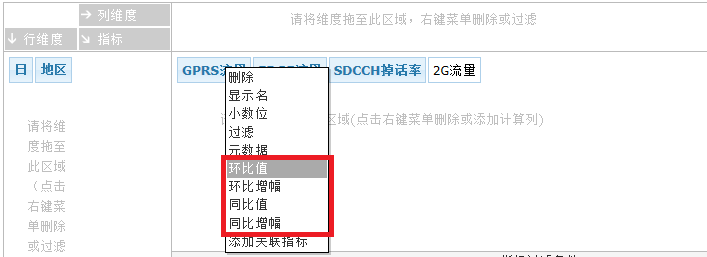 → 列维度
请将维度拖至此区域，右键菜单删除或过滤
↓ 行维度 ↘ 指标
日 地区
GPRS流 SDCCH掉话率 2G流量
删除
显示名
小数位
过滤
元数据
环比值
环比增幅
同比值
同比增幅
添加关联指标
区域(点击右键菜单删除或添加计算列)
请将维
度拖至
此区域
（点击
右键菜
单删除
或过滤